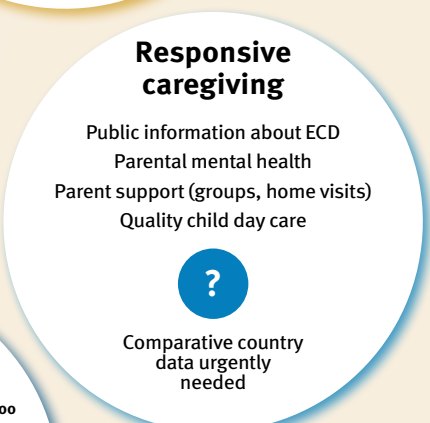 Responsive
caregiving
Public information about ECD
Parental mental health
Parent support (groups, home visits)
Quality child day care
?
Comparative country
data urgently
needed